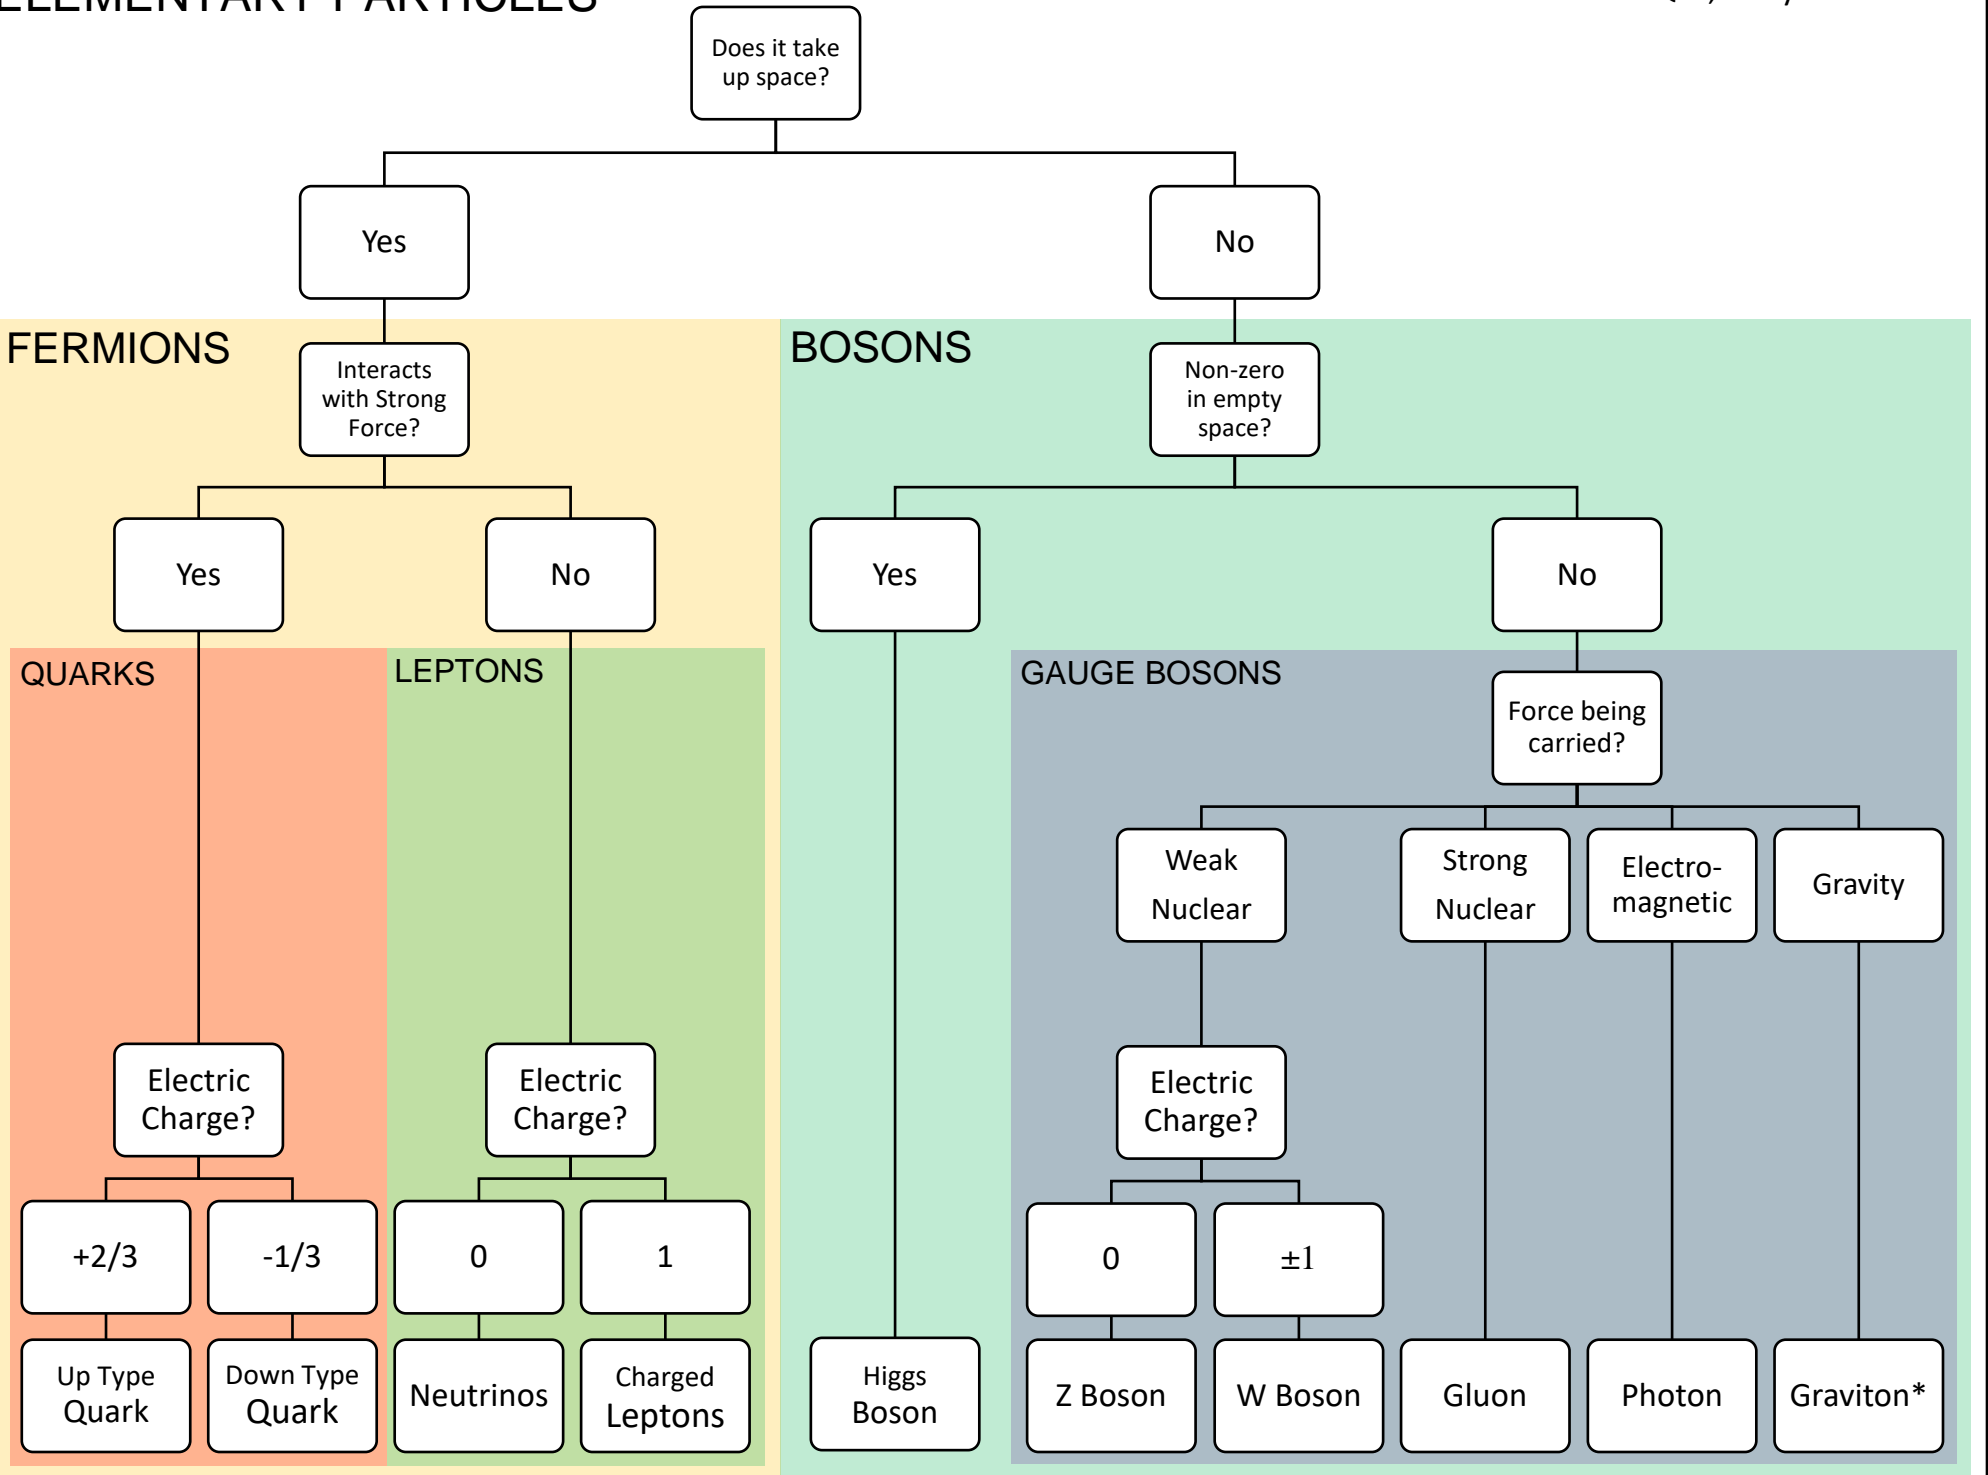 ELEMENTARY PARTICLES
Does it take
up space?
Yes
No
FERMIONS
BOSONS
Interacts
with Strong
Force?
Non-zero
in empty
space?
Yes
No
Yes
No
QUARKS
LEPTONS
GAUGE BOSONS
Force being
carried?
Weak
Nuclear
Strong
Nuclear
Electro-
magnetic
Gravity
Electric
Charge?
Electric
Charge?
Electric
Charge?
+2/3
-1/3
0
1
0
±1
Up Type
Quark
Down Type
Quark
Neutrinos
Charged
Leptons
Higgs
Boson
Z Boson
W Boson
Gluon
Photon
Graviton*